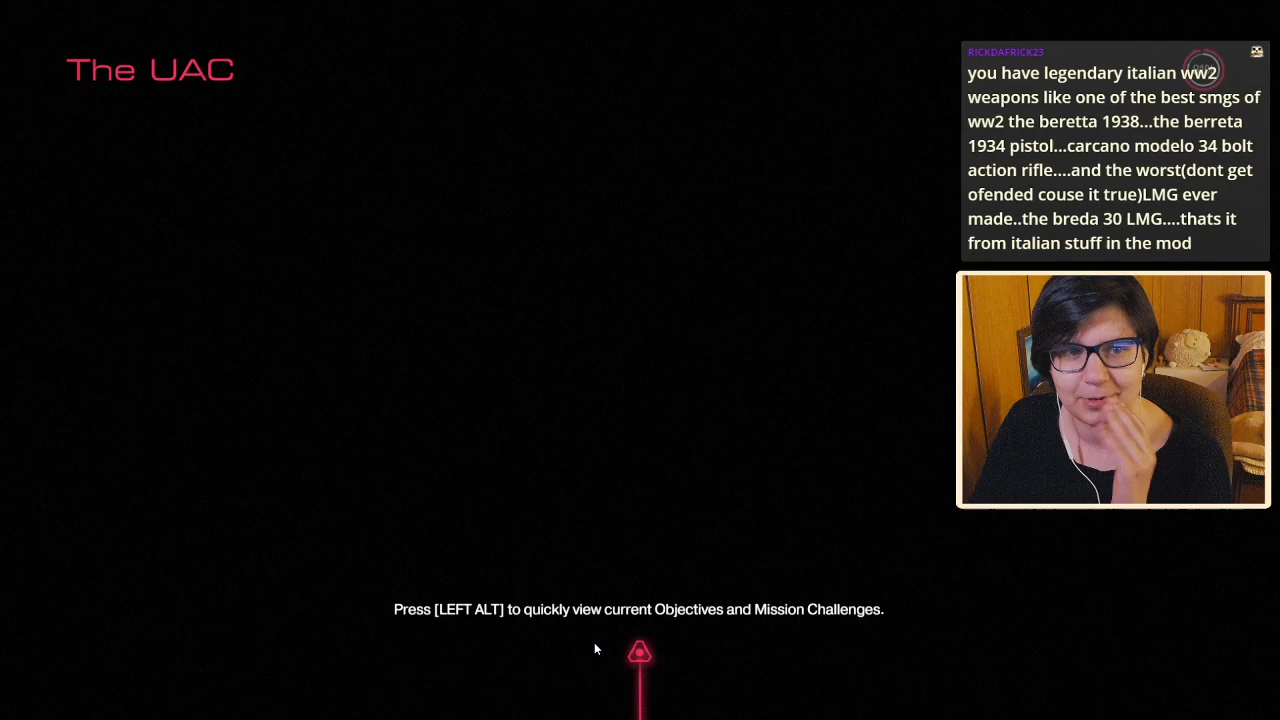 The UAC
RICKDAFRICK23
you have legendary italian ww2
weapons like one of the best smgs of
ww2 the beretta 1938...the berreta
1934 pistol...carcano modelo 34 bolt
action rifle....and the worst(dont get
ofended couse it true)LMG ever
made..the breda 30 LMG....thats it
from italian stuff in the mod
Press [LEFT ALT] to quickly view current Objectives and Mission Challenges.